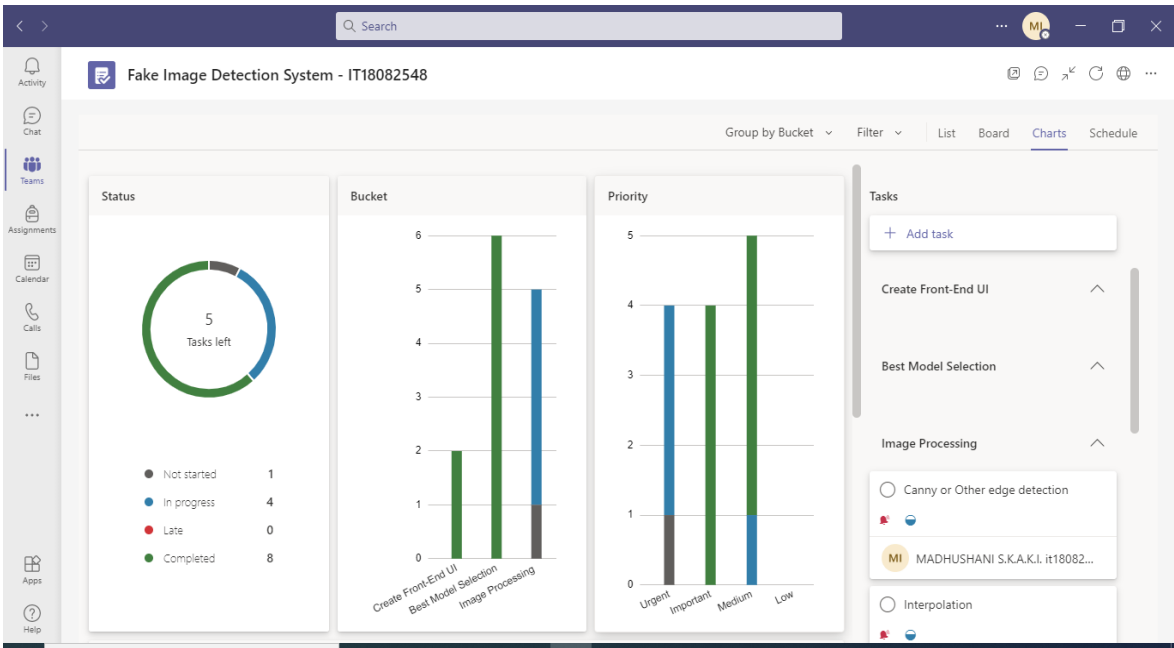 Search
MI
Activity
Chat
Teams
Assignments
Calendar
Calls
Files
Apps
Help
Fake Image Detection System - IT18082548
Group by Bucket
Filter
List
Board
Charts
Schedule
Status
5
Tasks left
Not started 1
In progress 4
Late 0
Completed 8
Bucket
6
5
4
3
2
1
0
Create Front-End UI
Best Model Selection
Image Processing
Priority
5
4
3
2
1
0
Urgent
Important
Medium
Low
Tasks
+ Add task
Create Front-End UI
Best Model Selection
Image Processing
Canny or Other edge detection
MI MADHUSHANI S.K.A.K.I. it18082...
Interpolation